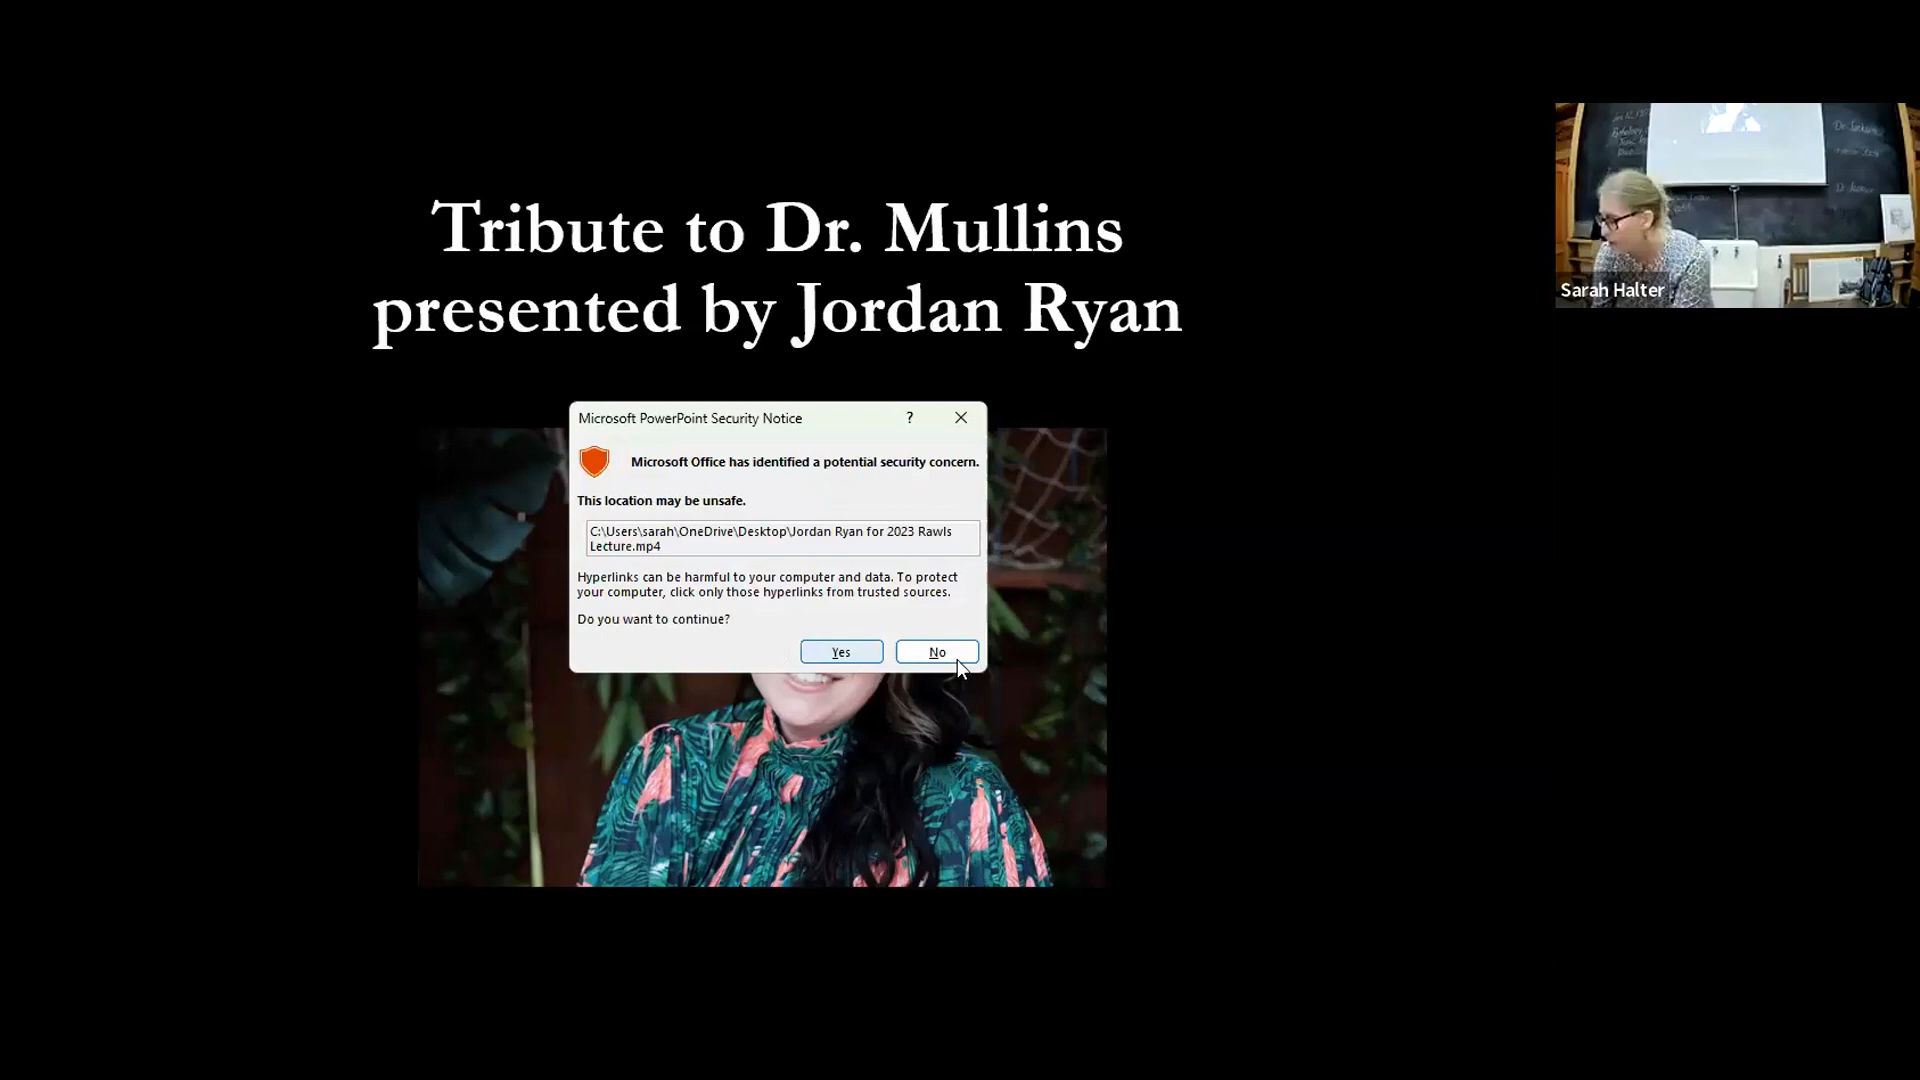 Tribute to Dr. Mullins
presented by Jordan Ryan
Microsoft PowerPoint Security Notice
?
Microsoft Office has identified a potential security concern.
This location may be unsafe.
C:\Users\sarah\OneDrive\Desktop\Jordan Ryan for 2023 Rawls
Lecture.mp4
Hyperlinks can be harmful to your computer and data. To protect
your computer, click only those hyperlinks from trusted sources.
Do you want to continue?
Yes
No
Sarah Halter